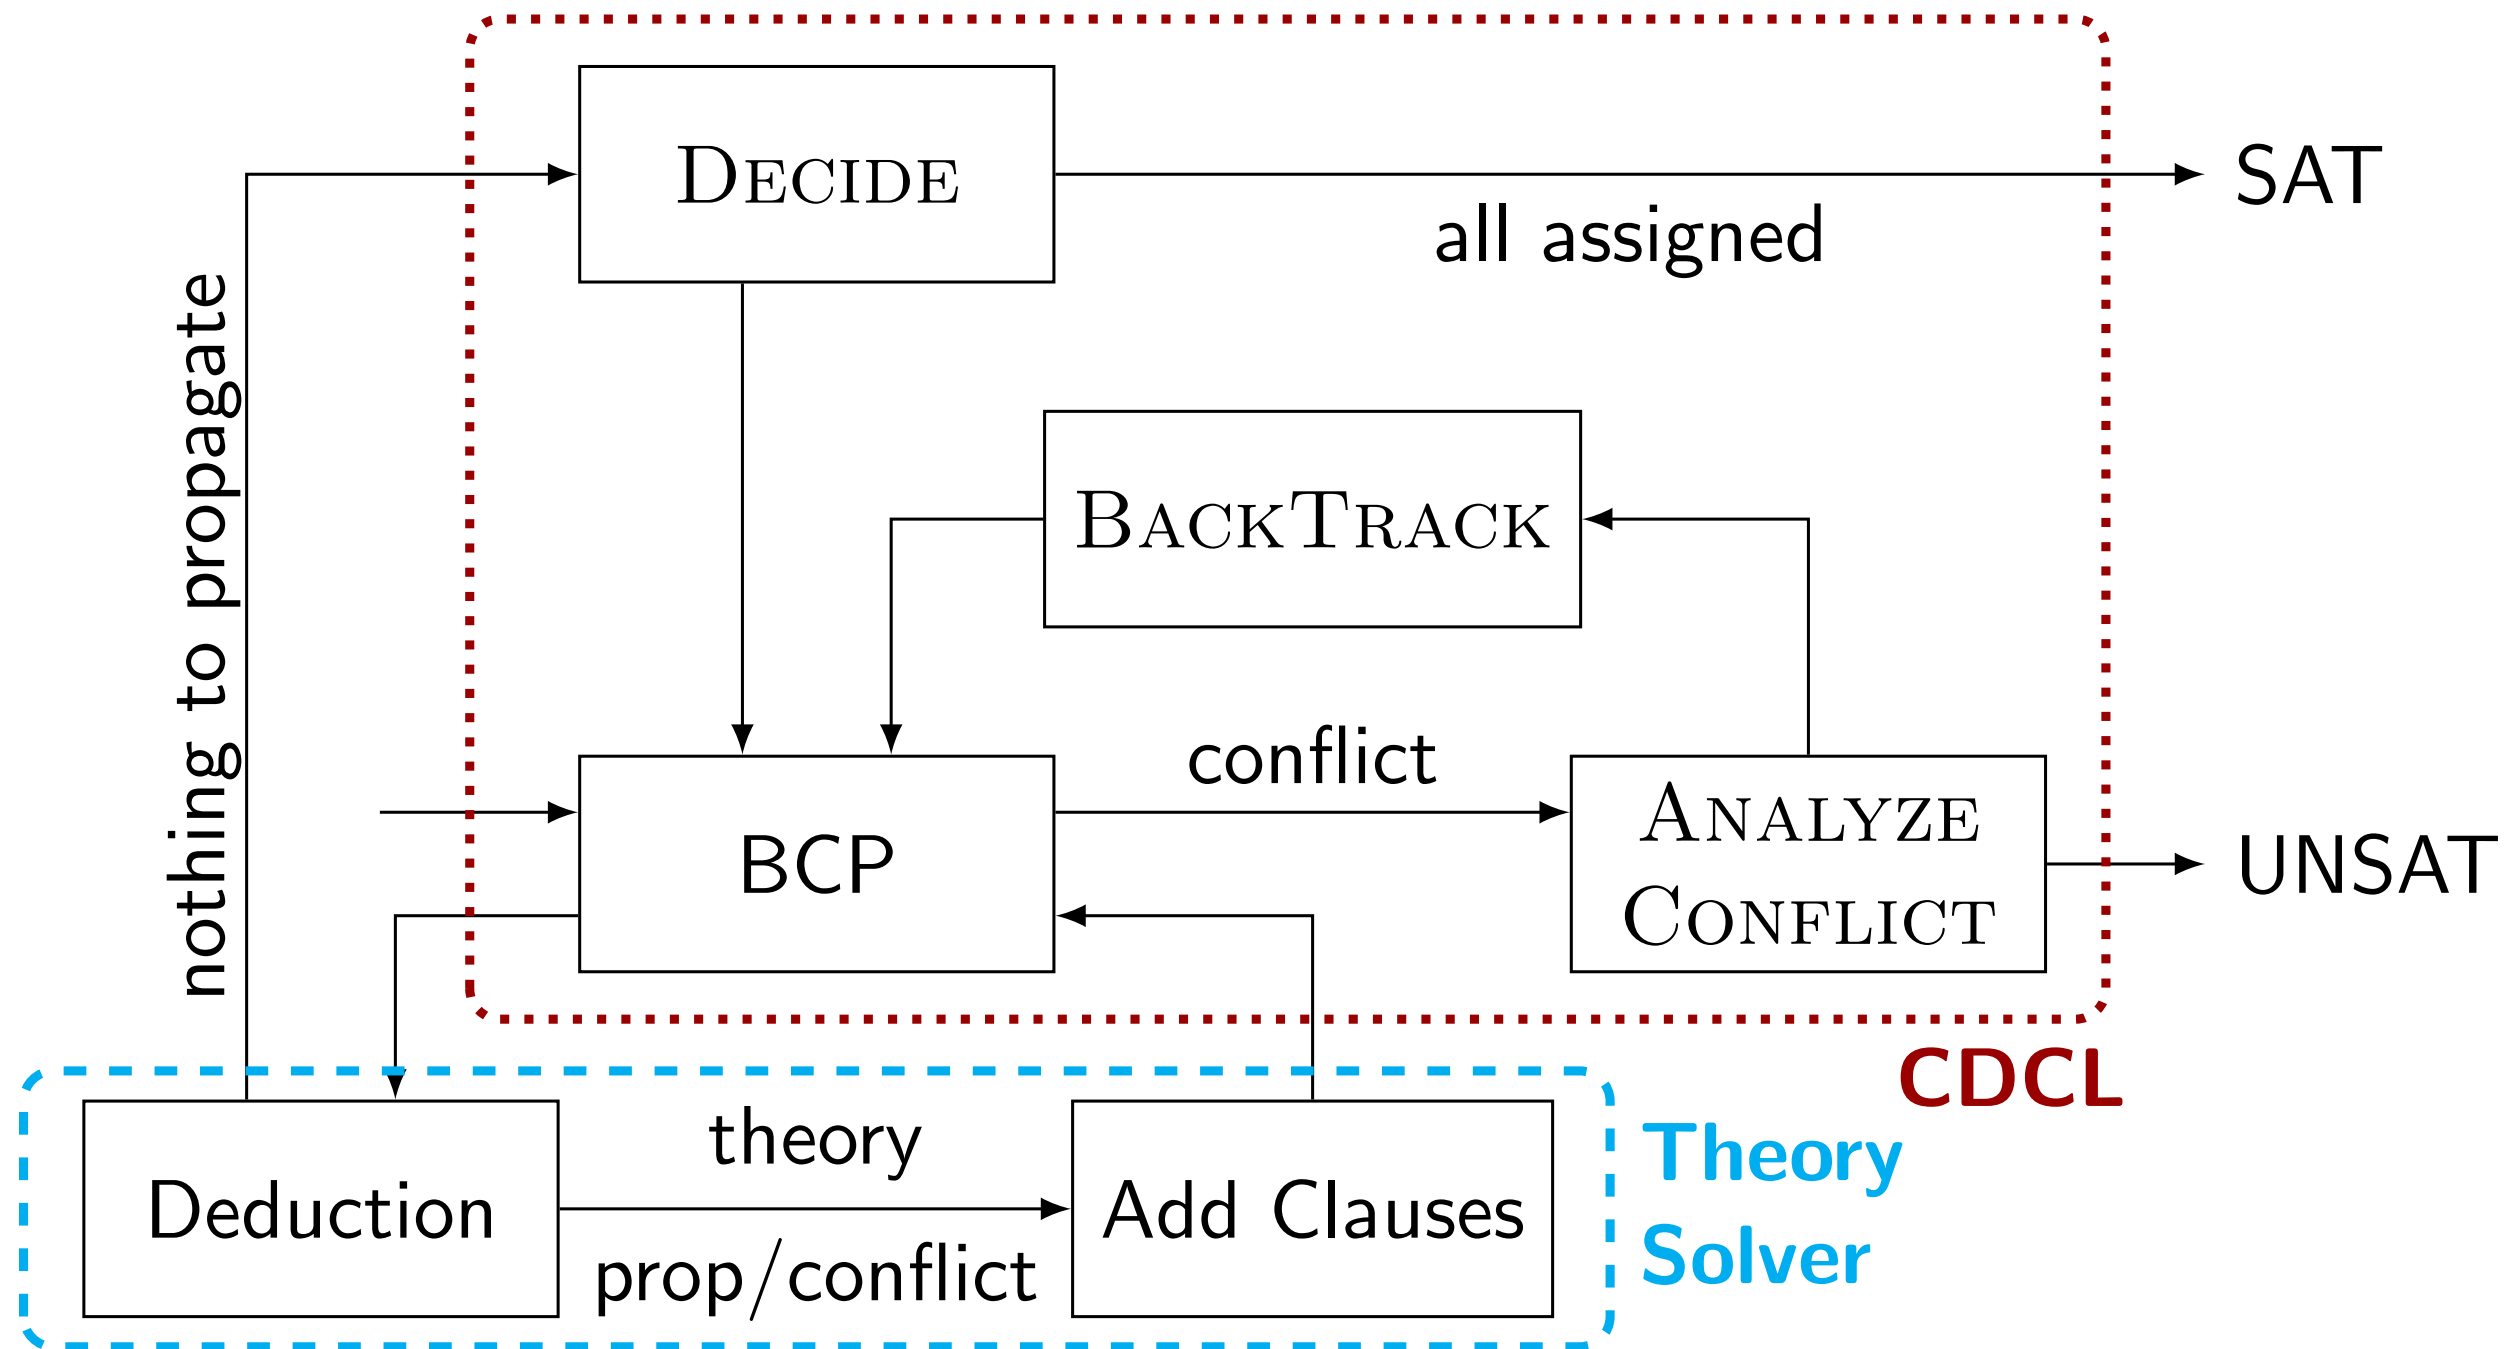 DECIDE
SAT
all assigned
nothing to propagate
BACKTRACK
conflict
BCP
ANALYZE
CONFLICT
UNSAT
CDCL
Theory
Solver
theory
Deduction
prop/conflict
Add Clauses